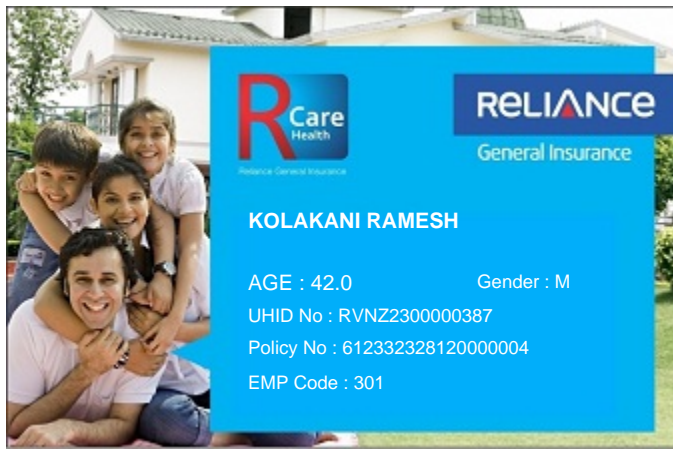 RCare
Health
Reliance General Insurance
RELIANCE
General Insurance
KOLAKANI RAMESH
AGE : 42.0
Gender : M
UHID No : RVNZ2300000387
Policy No : 612332328120000004
EMP Code : 301